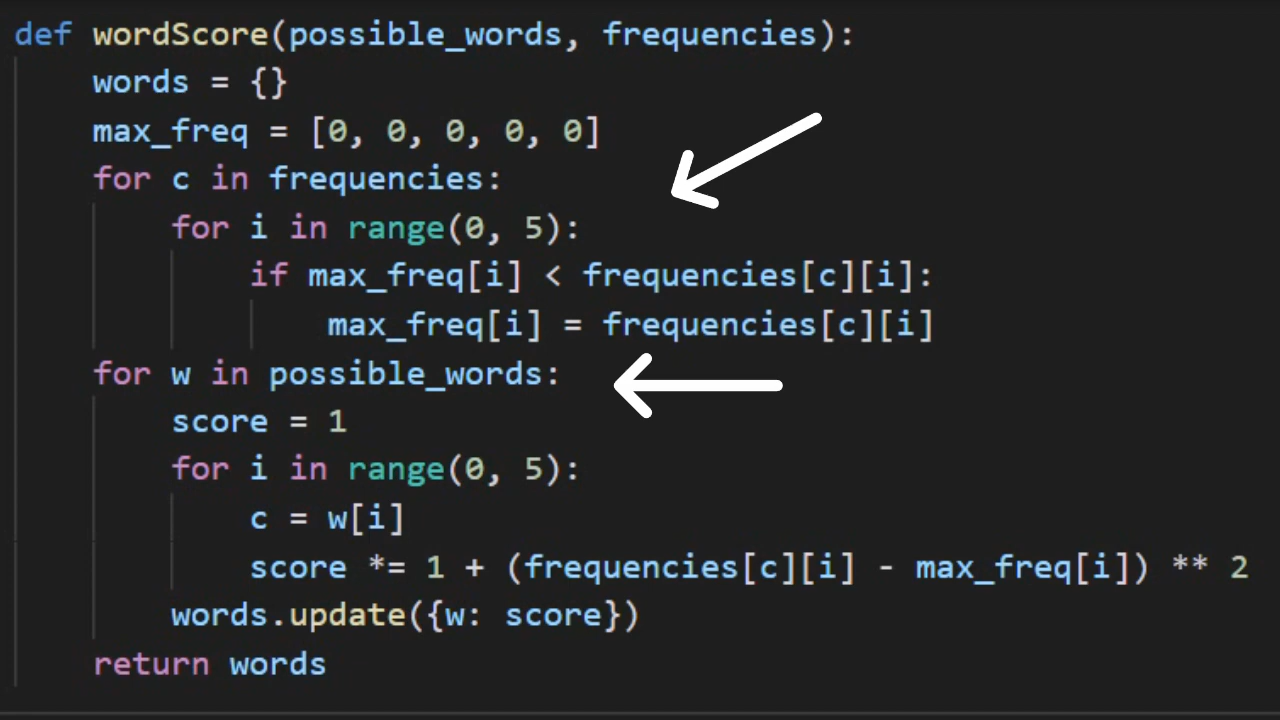 def wordScore(possible_words, frequencies):
    words = {}
    max_freq = [0, 0, 0, 0, 0]
    for c in frequencies:
        for i in range(0, 5):
            if max_freq[i] < frequencies[c][i]:
                max_freq[i] = frequencies[c][i]
    for w in possible_words:
        score = 1
        for i in range(0, 5):
            c = w[i]
            score *= 1 + (frequencies[c][i] - max_freq[i]) ** 2
        words.update({w: score})
    return words